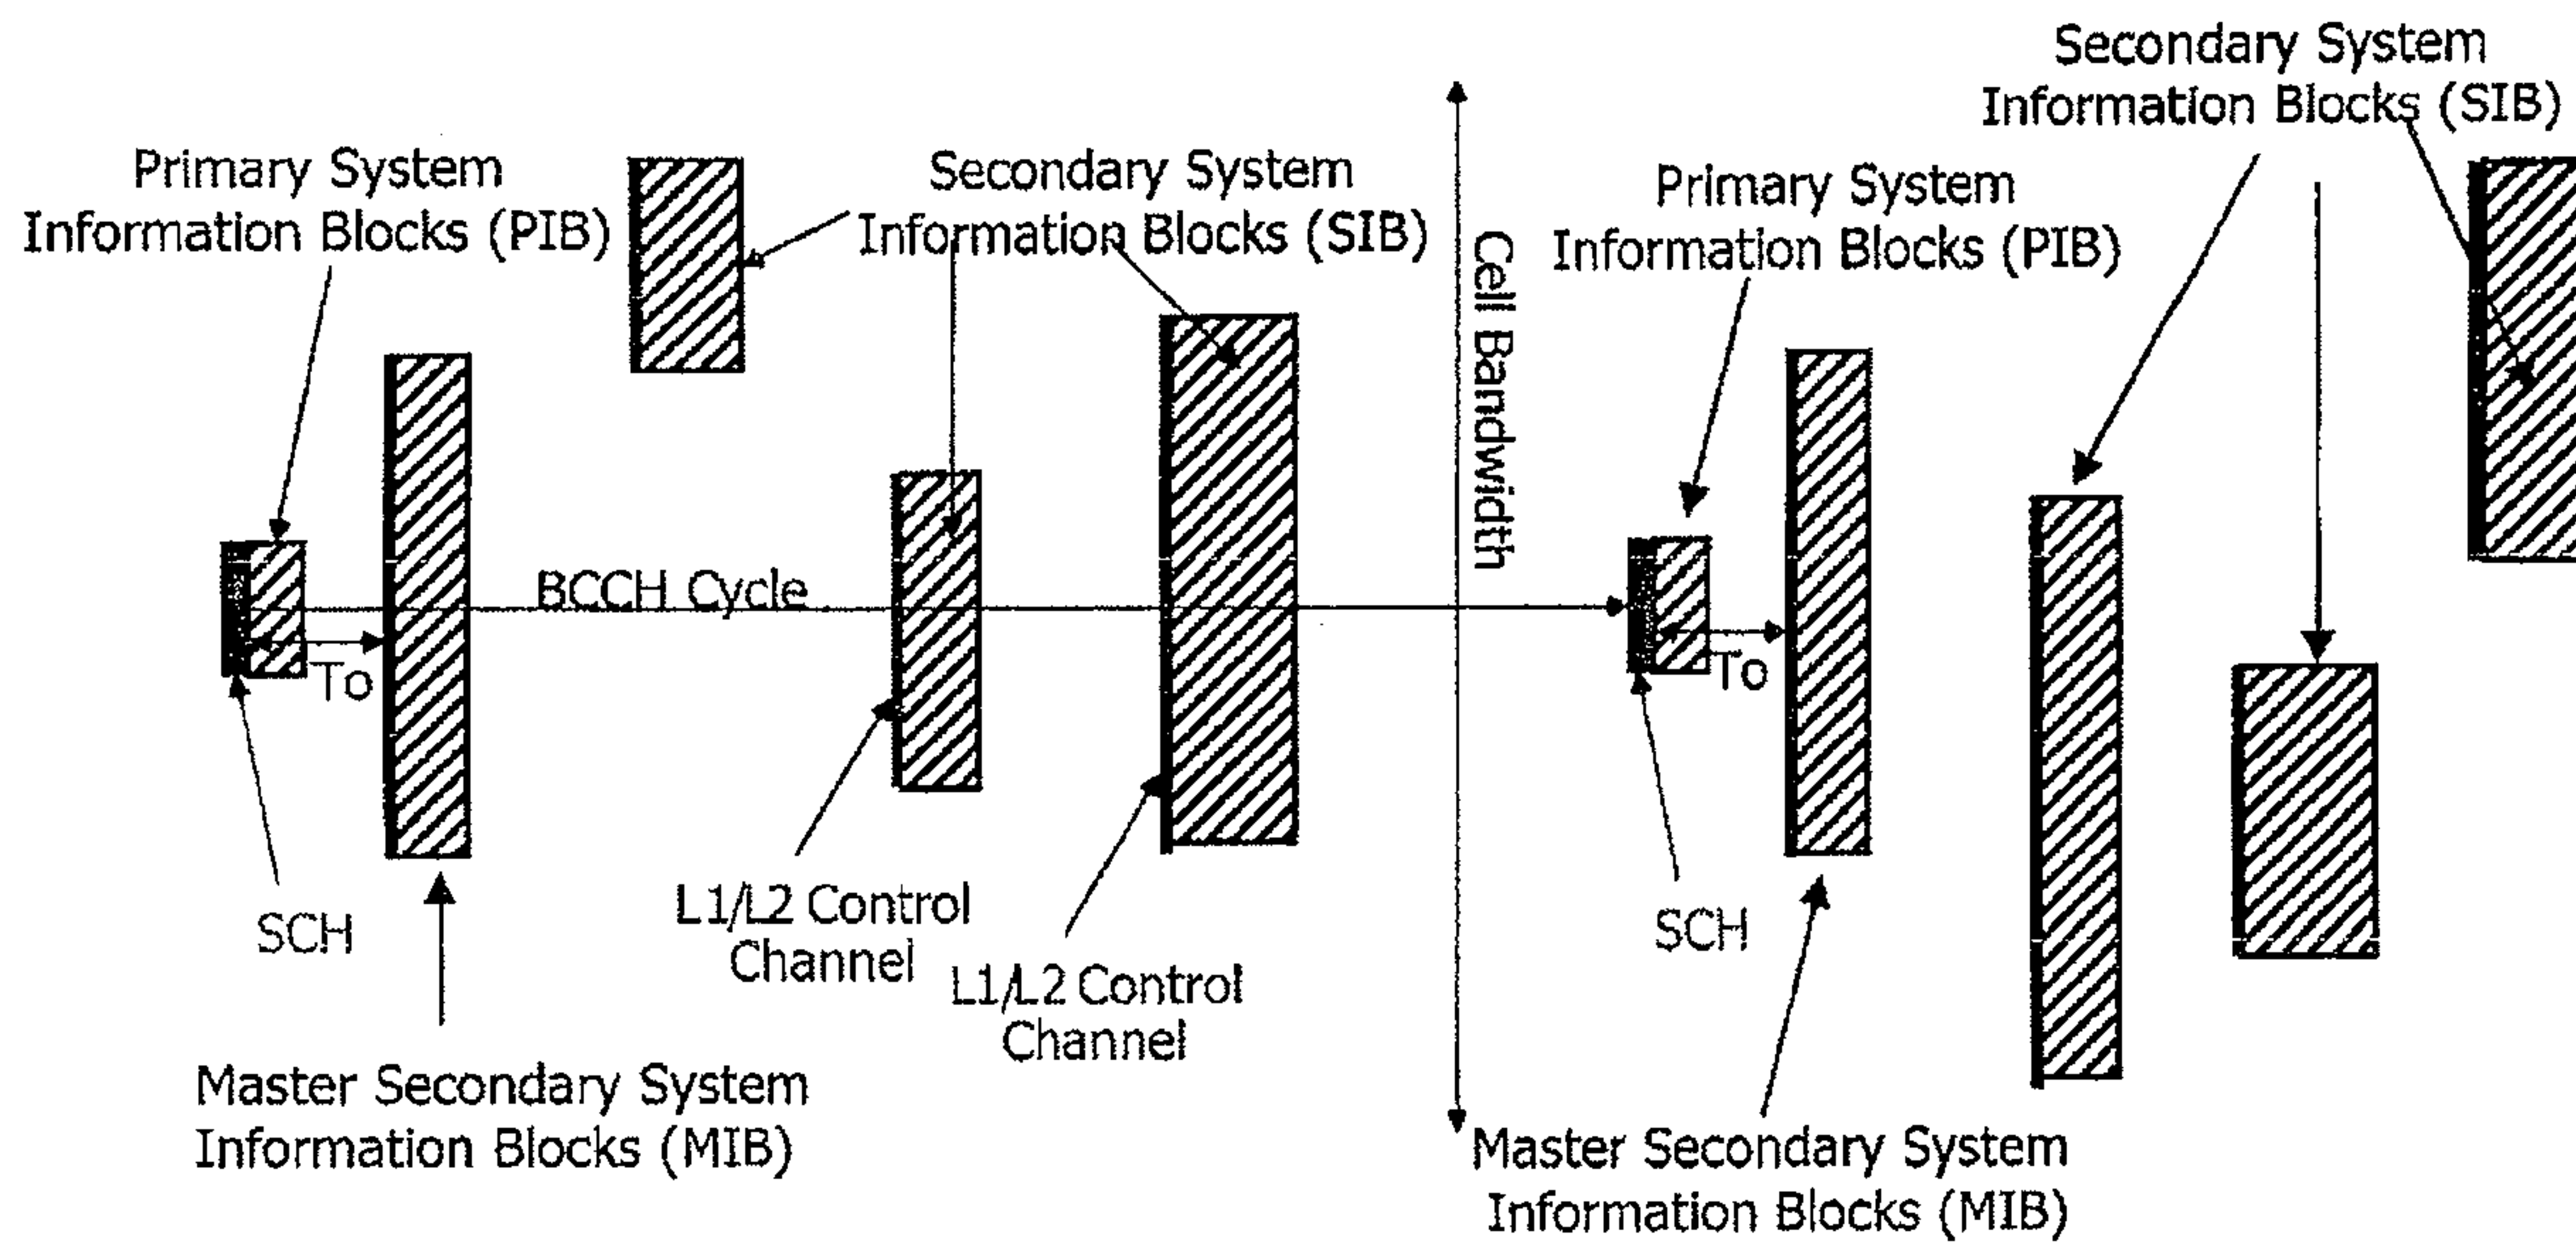 Secondary System
Information Blocks (SIB)
Primary System
Information Blocks (PIB)
Secondary System
Information Blocks (SIB)
Primary System
Information Blocks (PIB)
Cell Bandwidth
BCCH Cycle
To
To
SCH
L1/L2 Control
Channel
L1/L2 Control
Channel
SCH
Master Secondary System
Information Blocks (MIB)
Master Secondary System
Information Blocks (MIB)